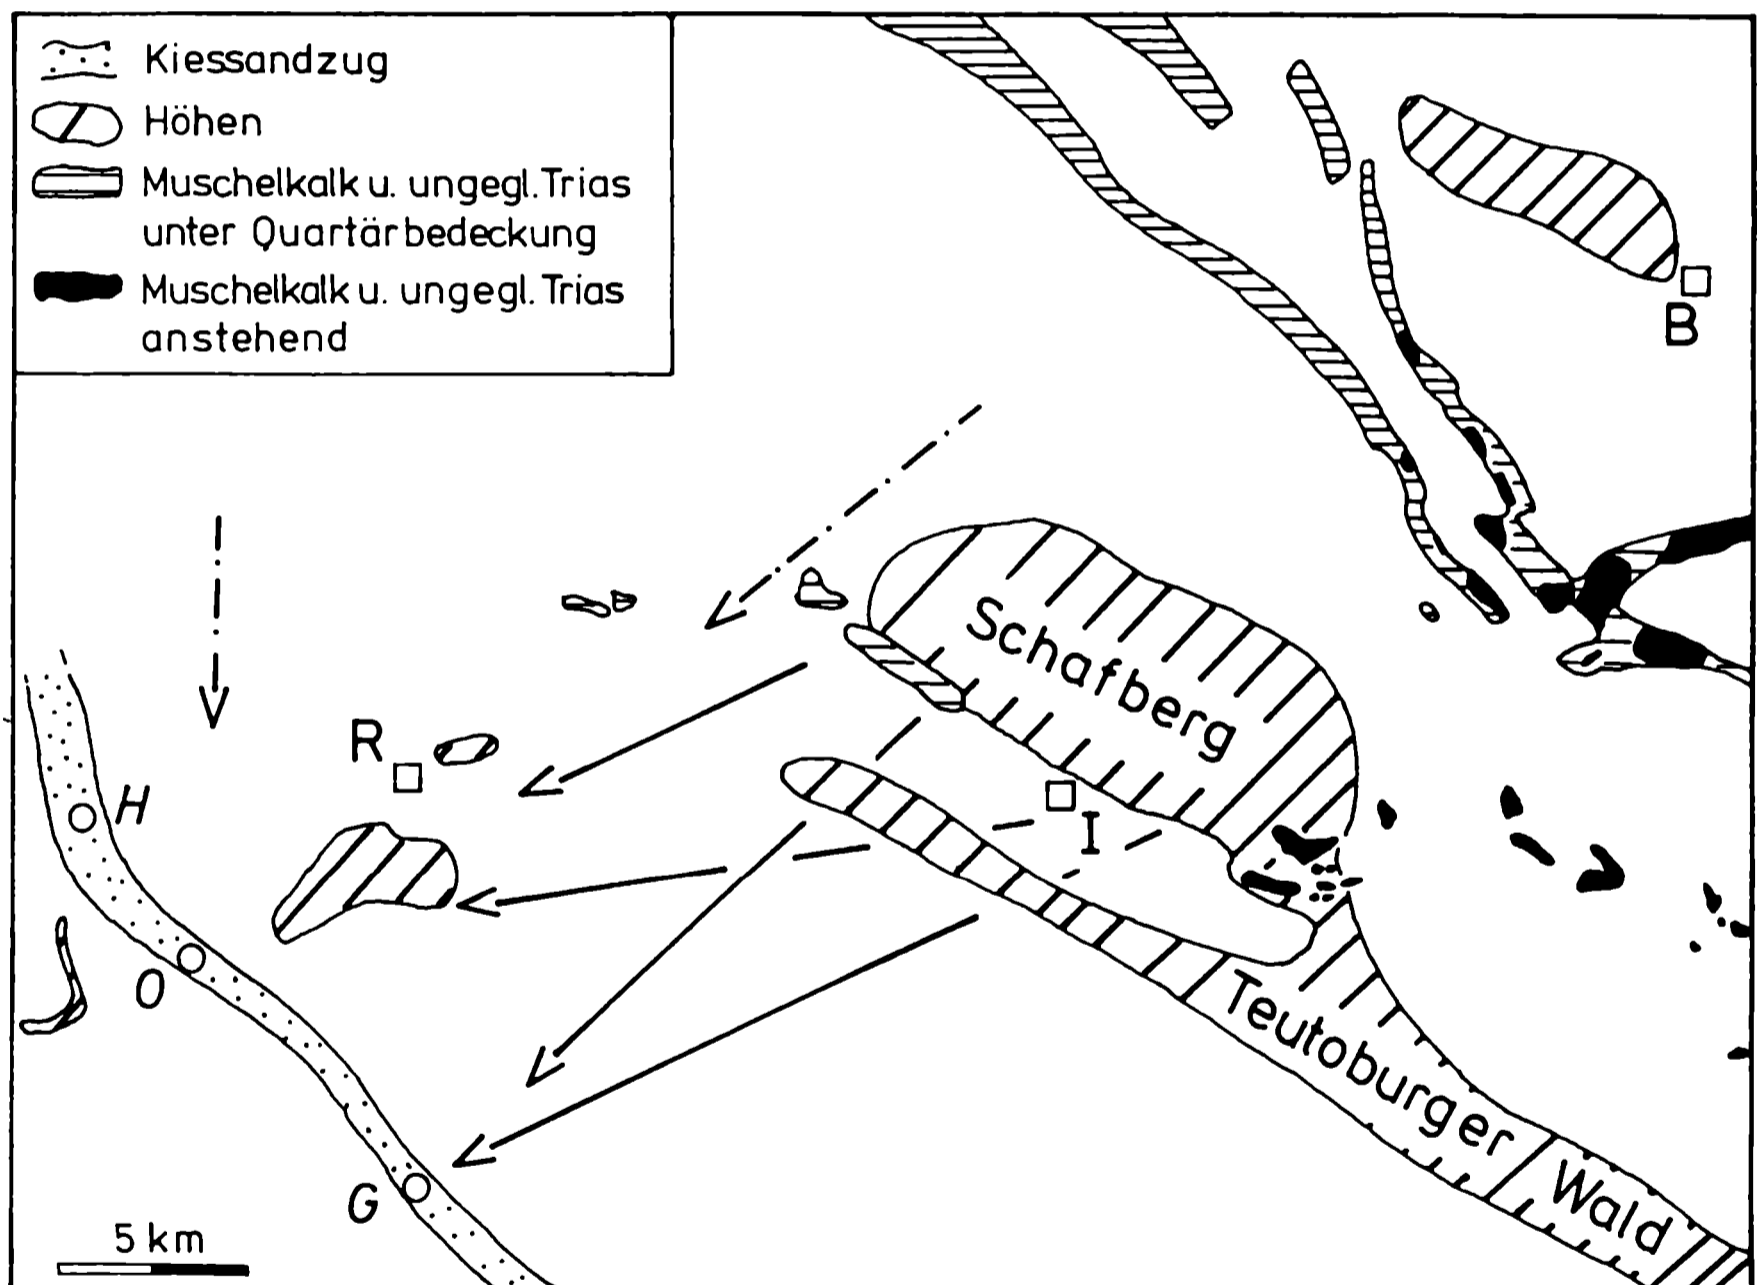 Kiessandzug
Höhen
Muschelkalk u. ungegl. Trias
unter Quartärbedeckung
Muschelkalk u. ungegl. Trias
anstehend
B
Schafberg
R
H
I
O
Teutoburger Wald
G
5 km